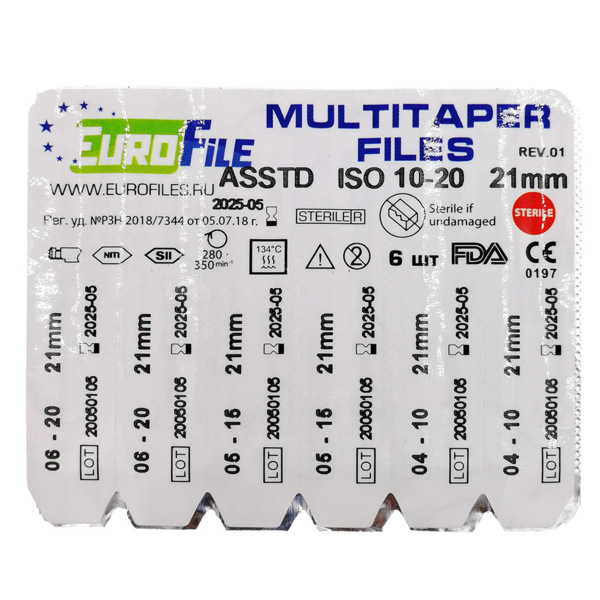 EUROFILE
MULTITAPER
FILES
REV.01
WWW.EUROFILES.RU
ASSTD ISO 10-20 21mm
2025-05
Рег. уд. №РЗН 2018/7344 от 05.07.18 г.
STERILE R
Sterile if
undamaged
STERILE
NiTi
SII
280-
350min⁻¹
134°C
2
6 шт
FDA
CE
0197
06 - 20 21mm
LOT 20050105 2025-05
06 - 20 21mm
LOT 20050105 2025-05
05 - 15 21mm
LOT 20050105 2025-05
05 - 15 21mm
LOT 20050105 2025-05
04 - 10 21mm
LOT 20050105 2025-05
04 - 10 21mm
LOT 20050105 2025-05